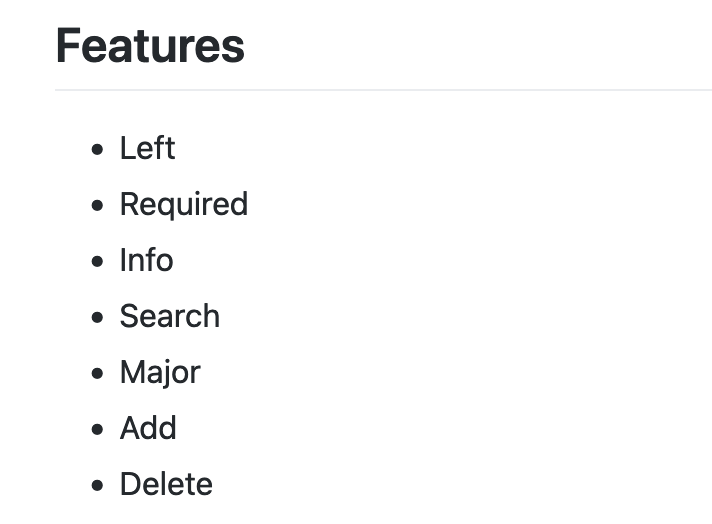 Features
• Left
• Required
• Info
• Search
• Major
• Add
• Delete